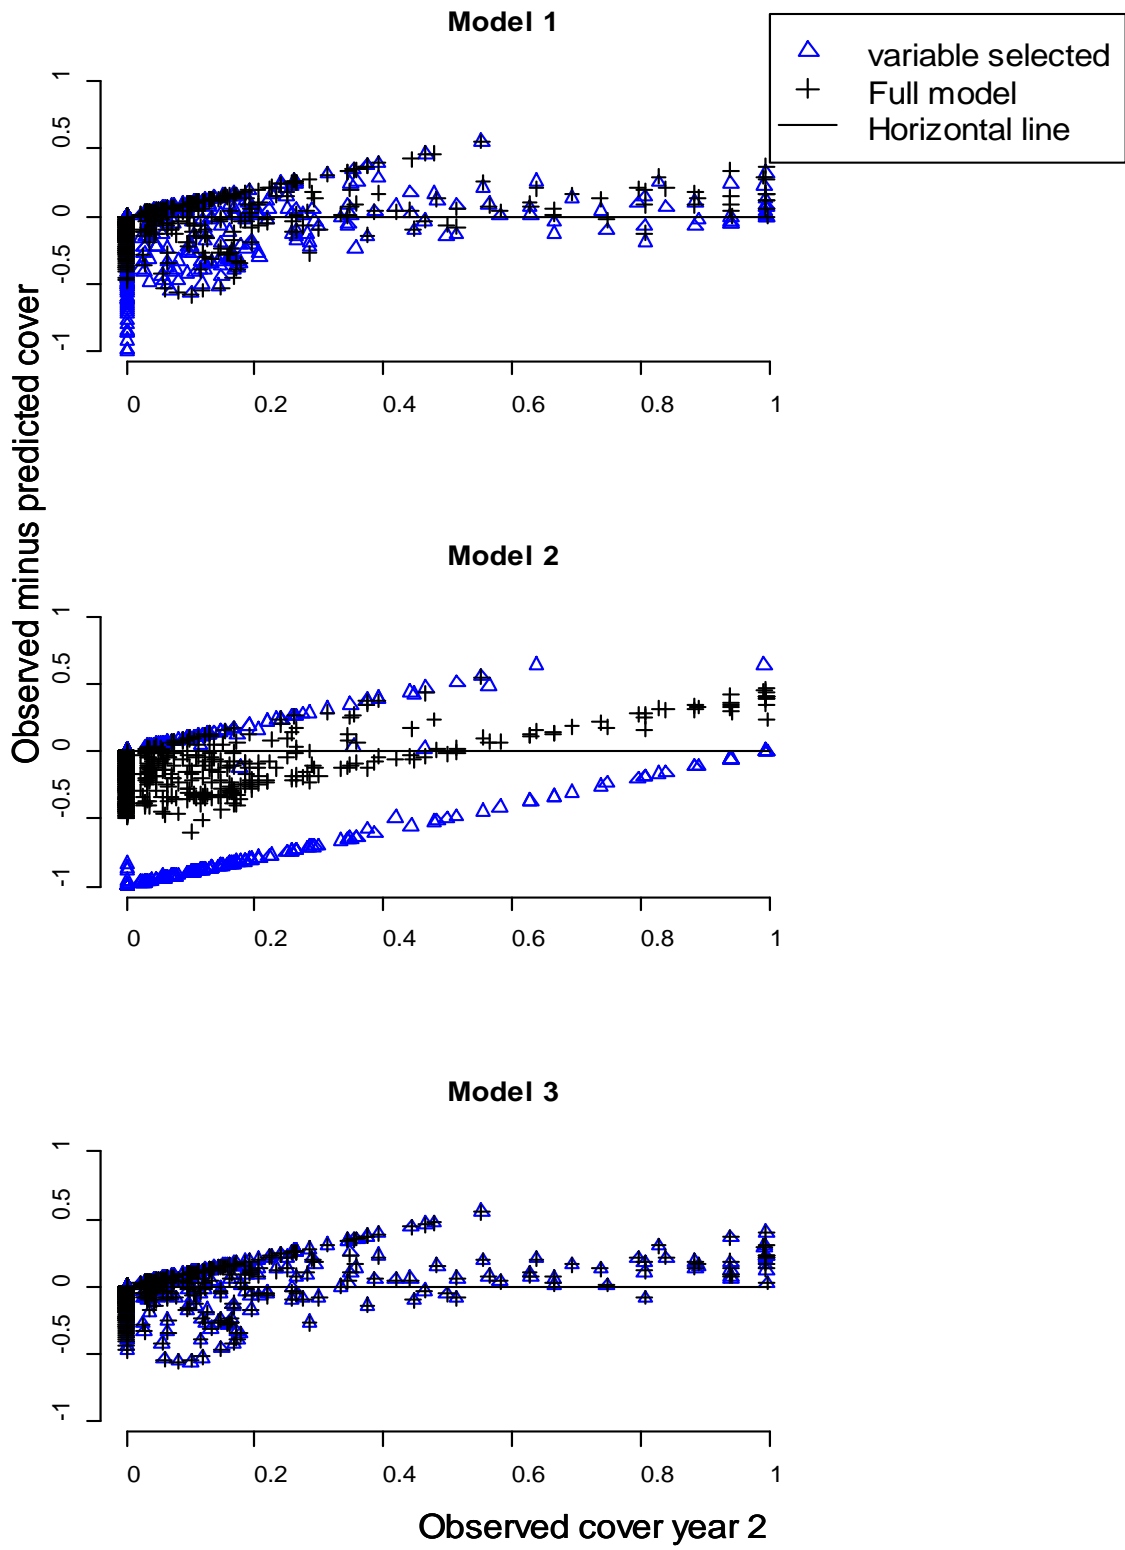 Model 1
variable selected
Full model
Horizontal line
Observed minus predicted cover
1
0.5
0
-0.5
-1
0 0.2 0.4 0.6 0.8 1
Model 2
1
0.5
0
-0.5
-1
0 0.2 0.4 0.6 0.8 1
Model 3
1
0.5
0
-0.5
-1
0 0.2 0.4 0.6 0.8 1
Observed cover year 2